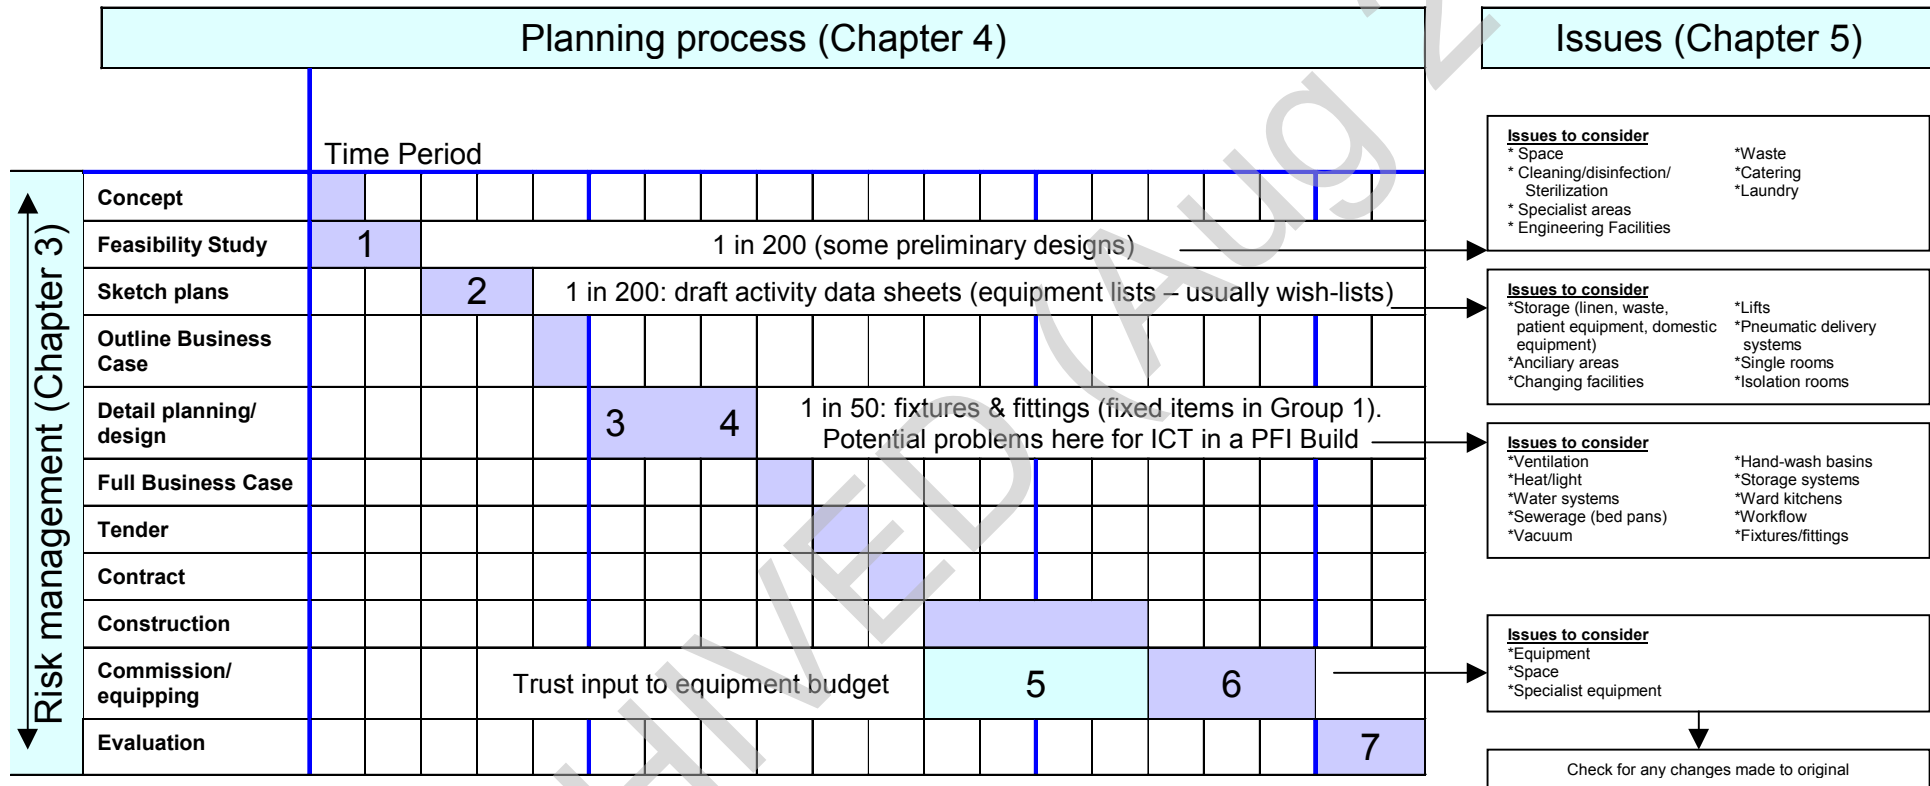 Planning process (Chapter 4)
Issues (Chapter 5)
Time Period
Risk management (Chapter 3)
Concept
Feasibility Study
1
1 in 200 (some preliminary designs)
Sketch plans
2
1 in 200: draft activity data sheets (equipment lists – usually wish-lists)
Outline Business
Case
Detail planning/
design
3
4
1 in 50: fixtures & fittings (fixed items in Group 1).
Potential problems here for ICT in a PFI Build
Full Business Case
Tender
Contract
Construction
Commission/
equipping
Trust input to equipment budget
5
6
Evaluation
7
Issues to consider
* Space
* Cleaning/disinfection/
Sterilization
* Specialist areas
* Engineering Facilities
*Waste
*Catering
*Laundry
Issues to consider
*Storage (linen, waste,
patient equipment, domestic
equipment)
*Anciliary areas
*Changing facilities
*Lifts
*Pneumatic delivery
systems
*Single rooms
*Isolation rooms
Issues to consider
*Ventilation
*Heat/light
*Water systems
*Sewerage (bed pans)
*Vacuum
*Hand-wash basins
*Storage systems
*Ward kitchens
*Workflow
*Fixtures/fittings
Issues to consider
*Equipment
*Space
*Specialist equipment
Check for any changes made to original
HIVED (Aug 2